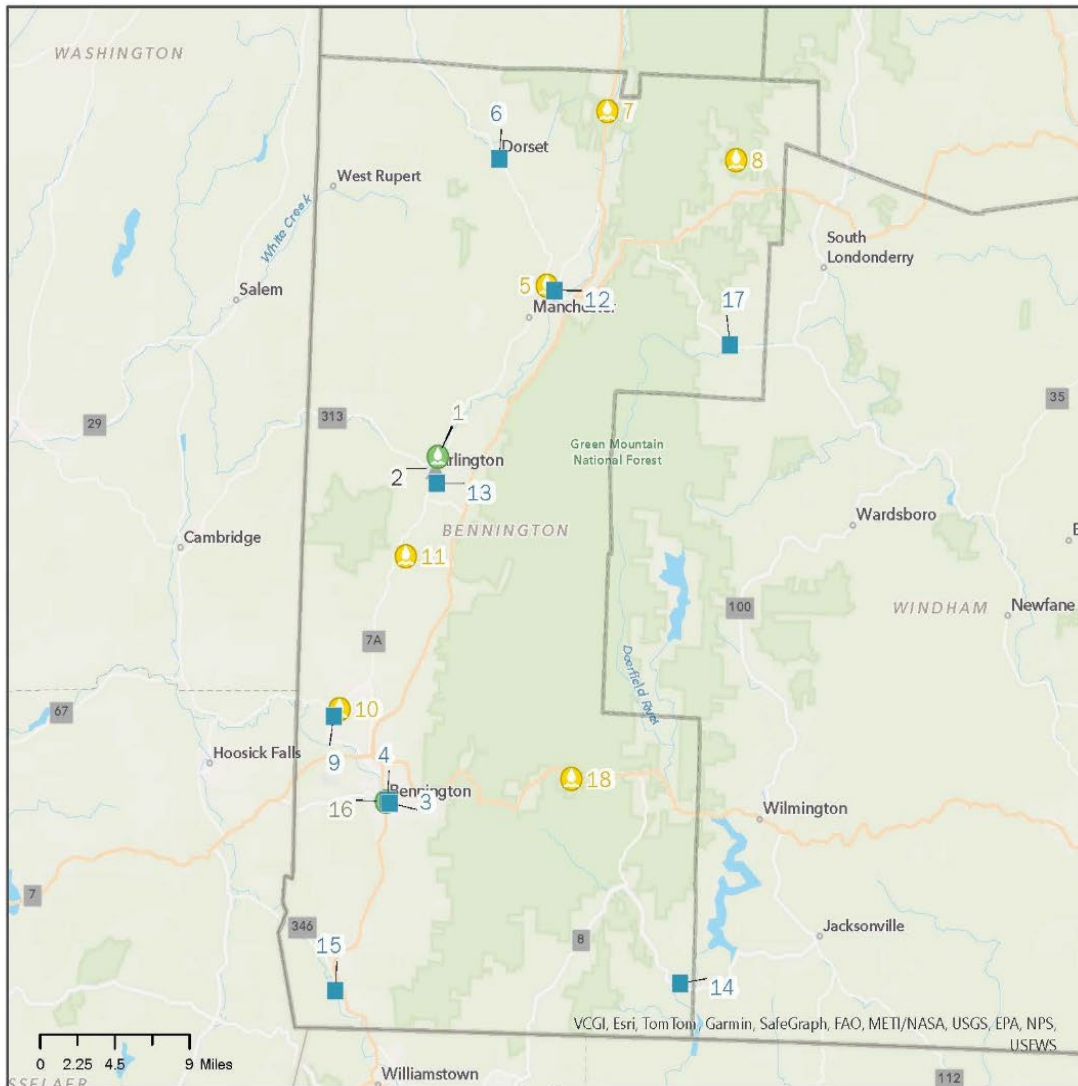 WASHINGTON
6
Dorset
7
8
West Rupert
White Creek
South
Londonderry
Salem
5
12
Manchester
17
313
29
35
1
Green Mountain
National Forest
2
Arlington
13
Wardsboro
Cambridge
BENNINGTON
11
100
WINDHAM
Newfane
7A
Deerfield River
67
10
Hoosick Falls
9
4
Bennington
16
3
18
Wilmington
7
346
15
8
Jacksonville
14
VCGI, Esri, TomTom, Garmin, SafeGraph, FAO, METI/NASA, USGS, EPA, NPS,
USFWS
0 2.25 4.5 9 Miles
SSELAER
Williamstown
112